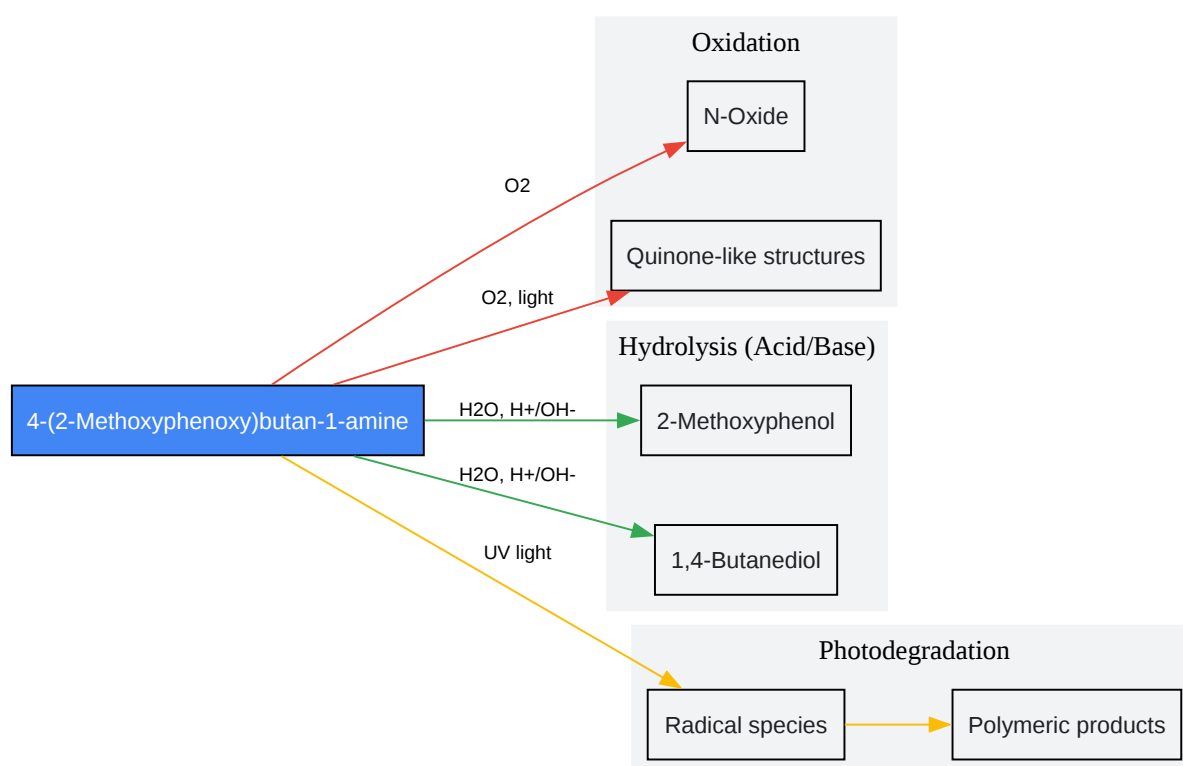 Oxidation
N-Oxide
O2
Quinone-like structures
O2, light
Hydrolysis (Acid/Base)
4-(2-Methoxyphenoxy)butan-1-amine
H2O, H+/OH-
2-Methoxyphenol
H2O, H+/OH-
1,4-Butanediol
UV light
Photodegradation
Radical species
Polymeric products